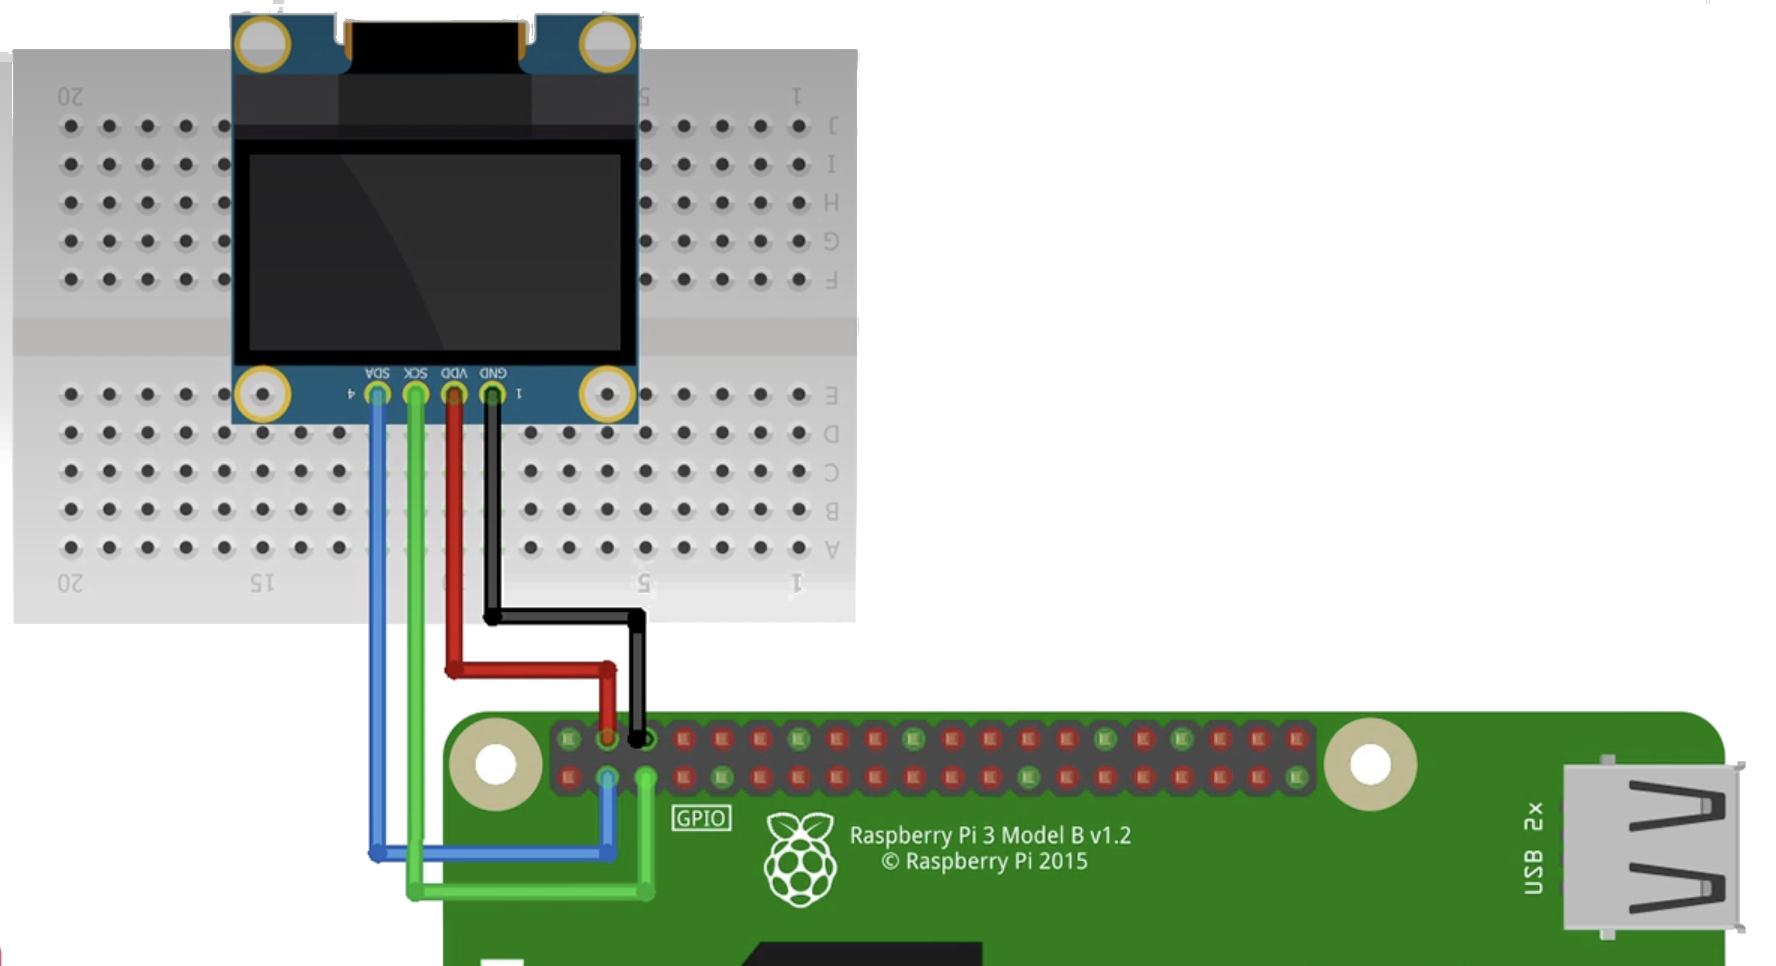 20 5 1
J
I
H
G
F
SDA SCK VDD GND
4 1
E
D
C
B
A
20 15 5 1
GPIO
Raspberry Pi 3 Model B v1.2
© Raspberry Pi 2015
USB 2x